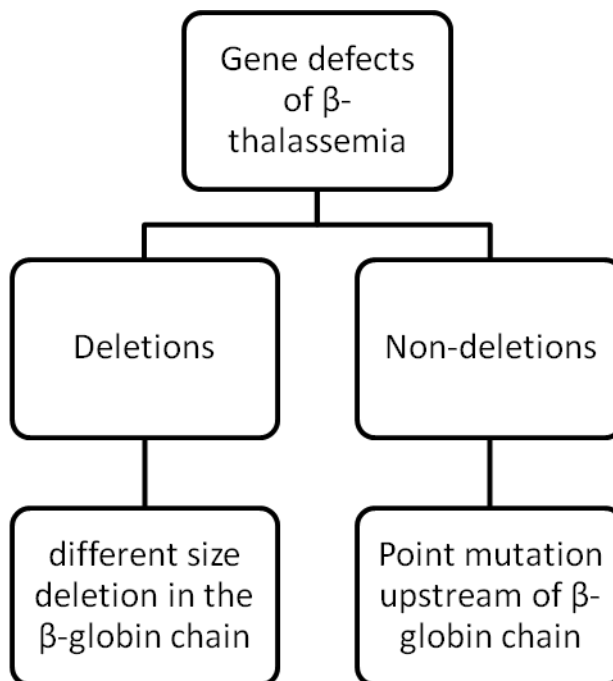 Gene defects
of β-
thalassemia
Deletions
Non-deletions
different size
deletion in the
β-globin chain
Point mutation
upstream of β-
globin chain